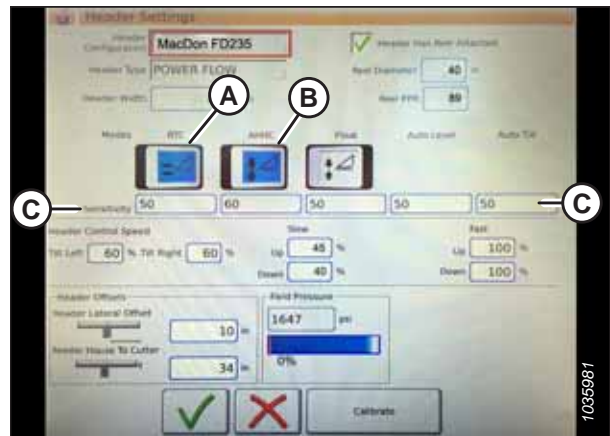 Header Settings
Header Configuration MacDon FD235
Header Has Reel Attached
Header Type POWER FLOW
Reel Diameter 40 in
Header Width
Reel PPR 89
A
B
Modes RTC AHHC Float Auto Level Auto Tilt
C
Sensitivity 50 60 50 50 50
C
Header Control Speed
Slow
Fast
Tilt Left 60 % Tilt Right 60 %
Up 45 %
Up 100 %
Down 40 %
Down 100 %
Header Offsets
Field Pressure
Header Lateral Offset
10 in
1647 psi
Feeder House To Cutter
34 in
0%
Calibrate
1035981